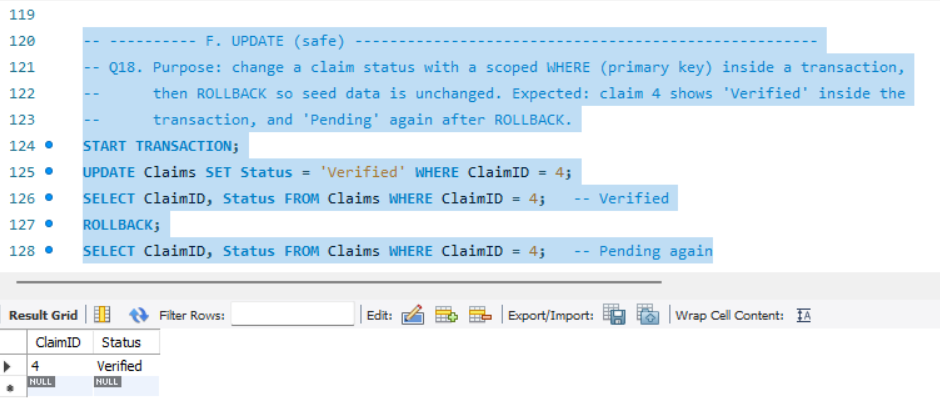 119
120 -- ---------- F. UPDATE (safe) -----------------------------------------------------
121 -- Q18. Purpose: change a claim status with a scoped WHERE (primary key) inside a transaction,
122 --      then ROLLBACK so seed data is unchanged. Expected: claim 4 shows 'Verified' inside the
123 --      transaction, and 'Pending' again after ROLLBACK.
124 START TRANSACTION;
125 UPDATE Claims SET Status = 'Verified' WHERE ClaimID = 4;
126 SELECT ClaimID, Status FROM Claims WHERE ClaimID = 4;   -- Verified
127 ROLLBACK;
128 SELECT ClaimID, Status FROM Claims WHERE ClaimID = 4;   -- Pending again
Result Grid Filter Rows: Edit: Export/Import: Wrap Cell Content: IA
ClaimID Status
4 Verified
NULL NULL